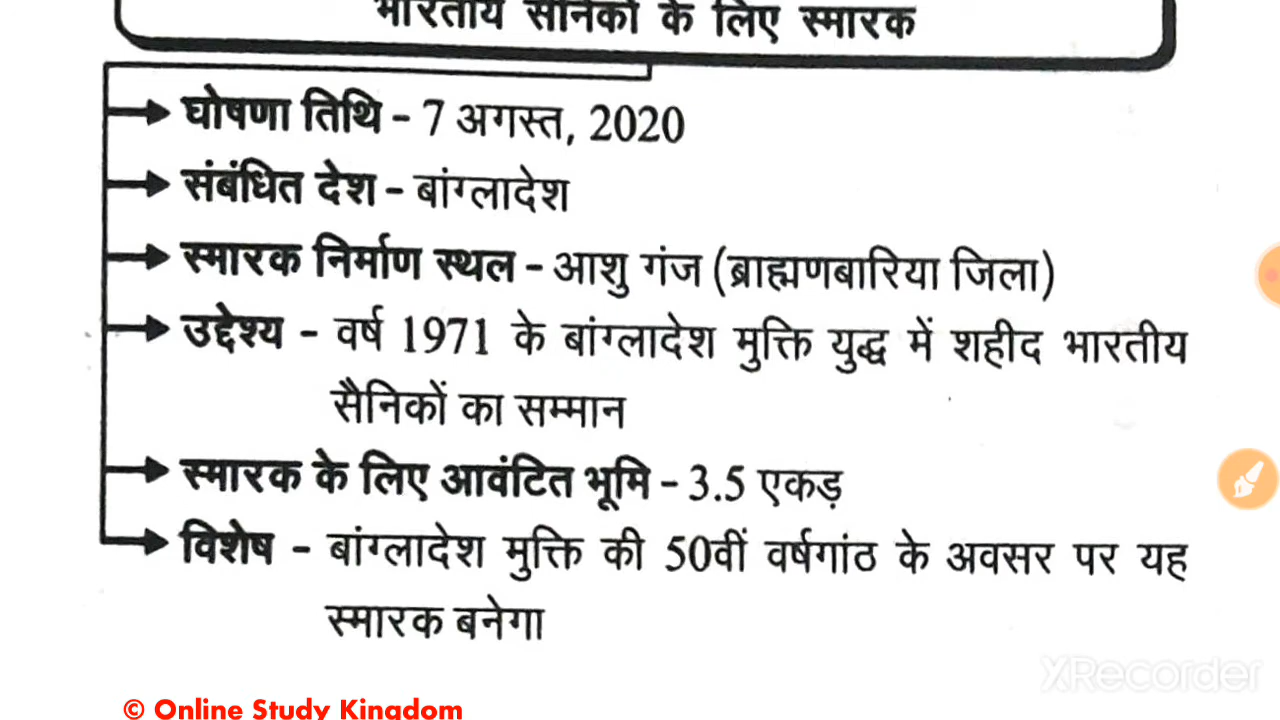 भारतीय सैनिकों के लिए स्मारक
घोषणा तिथि - 7 अगस्त, 2020
संबंधित देश - बांग्लादेश
स्मारक निर्माण स्थल - आशु गंज (ब्राह्मणबारिया जिला)
उद्देश्य - वर्ष 1971 के बांग्लादेश मुक्ति युद्ध में शहीद भारतीय
सैनिकों का सम्मान
स्मारक के लिए आवंटित भूमि - 3.5 एकड़
विशेष - बांग्लादेश मुक्ति की 50वीं वर्षगांठ के अवसर पर यह
स्मारक बनेगा
XRecorder
© Online Study Kingdom